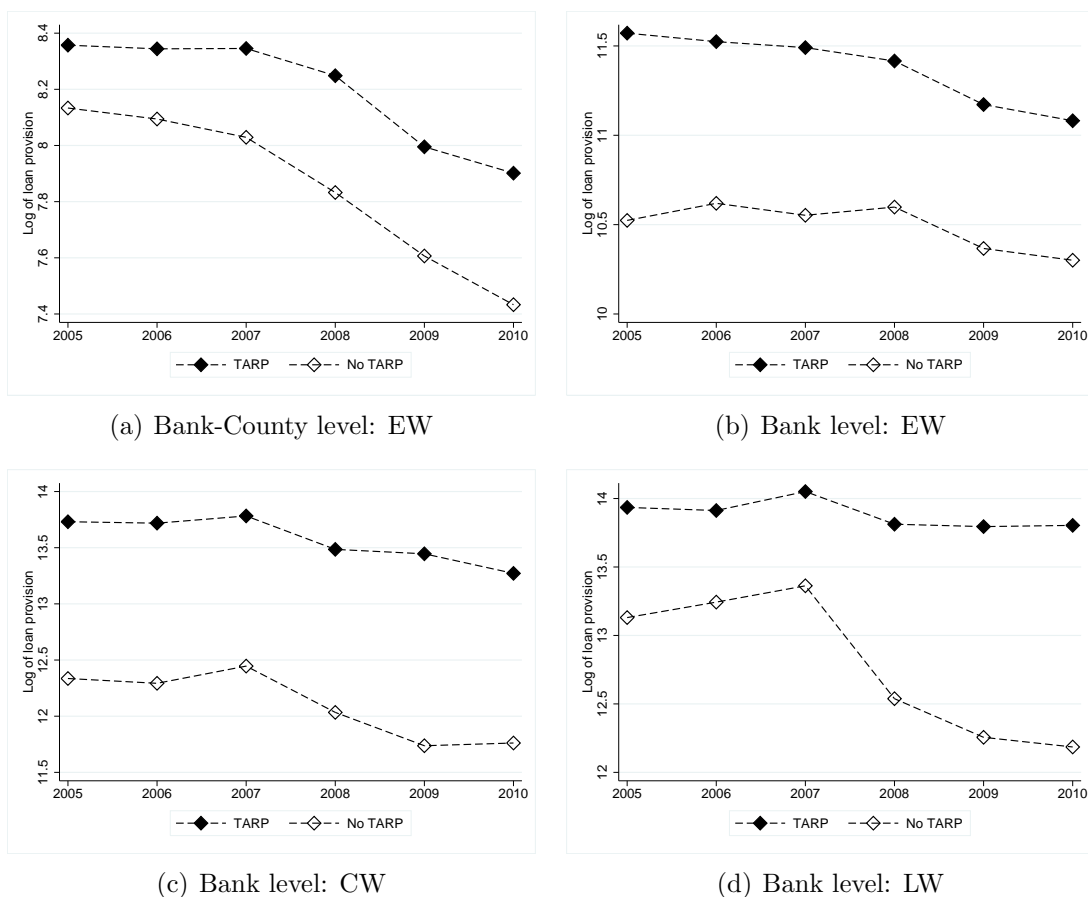 8.4
8.2
8
7.8
7.6
7.4
Log of loan provision
2005 2006 2007 2008 2009 2010
TARP No TARP
(a) Bank-County level: EW
11.5
11
10.5
10
Log of loan provision
2005 2006 2007 2008 2009 2010
TARP No TARP
(b) Bank level: EW
14
13.5
13
12.5
12
11.5
Log of loan provision
2005 2006 2007 2008 2009 2010
TARP No TARP
(c) Bank level: CW
14
13.5
13
12.5
12
Log of loan provision
2005 2006 2007 2008 2009 2010
TARP No TARP
(d) Bank level: LW